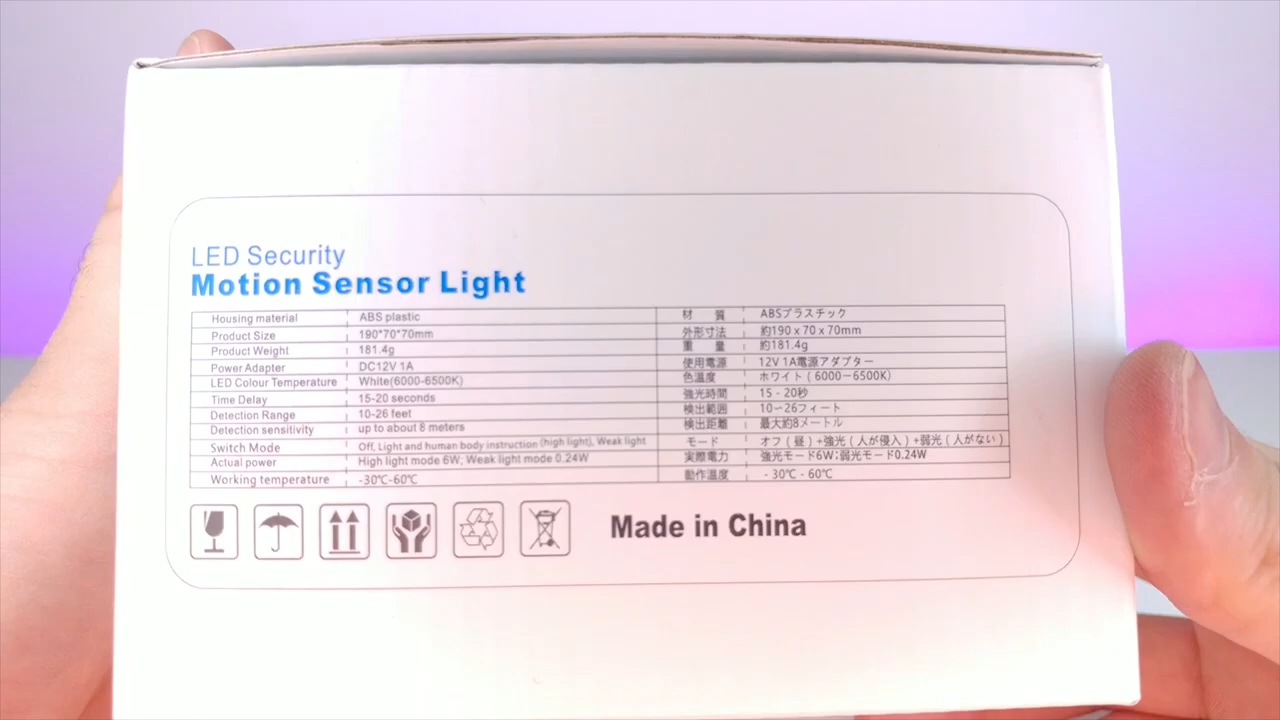 LED Security
Motion Sensor Light
Housing material ABS plastic 材 質 ABSプラスチック
Product Size 190*70*70mm 外形寸法 約190 x 70 x 70mm
Product Weight 181.4g 重 量 約181.4g
Power Adapter DC12V 1A 使用電源 12V 1A電源アダプター
LED Colour Temperature White(6000-6500K) 色温度 ホワイト ( 6000－6500K)
Time Delay 15-20 seconds 強光時間 15 - 20秒
Detection Range 10-26 feet 検出範囲 10∼26フィート
Detection sensitivity up to about 8 meters 検出距離 最大約8メートル
Switch Mode Off, Light and human body instruction (high light), Weak light モード オフ ( 昼 ) +強光 ( 人が侵入 ) +弱光 ( 人がない )
Actual power High light mode 6W; Weak light mode 0.24W 実際電力 強光モード6W;弱光モード0.24W
Working temperature -30℃-60℃ 動作温度 - 30℃ - 60℃
Made in China